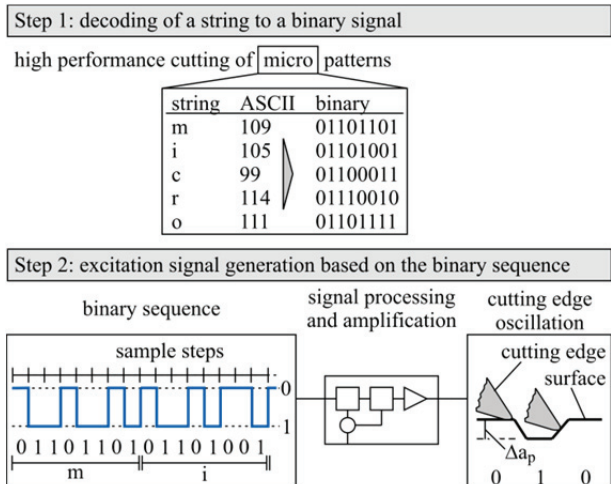 Step 1: decoding of a string to a binary signal
high performance cutting of micro patterns
string ASCII binary
m 109 01101101
i 105 01101001
c 99 01100011
r 114 01110010
o 111 01101111
Step 2: excitation signal generation based on the binary sequence
binary sequence
signal processing
and amplification
cutting edge
oscillation
sample steps
0
1
0 1 1 0 1 1 0 1 0 1 1 0 1 0 0 1
m i
cutting edge
surface
Δap
0 1 0